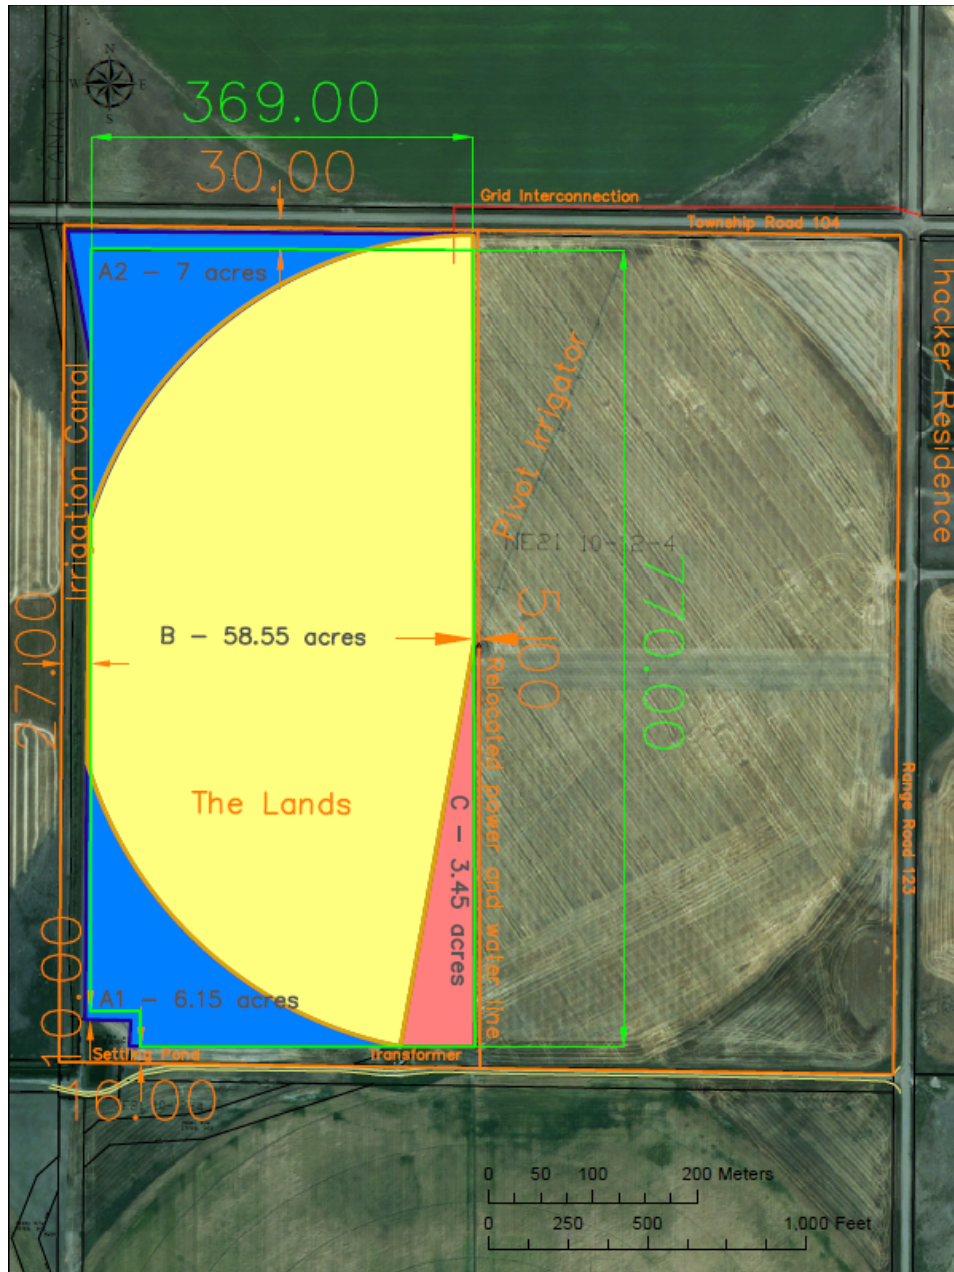 N
W E
S
369.00
30.00
Grid Interconnection
Township Road 104
A2 - 7 acres
Thacker Residence
Irrigation Canal
Pivot Irrigator
NE21 10-12-4
27.00
B - 58.55 acres
5.00
770.00
Relocated power and water line
The Lands
C - 3.45 acres
Range Road 123
10.00
A1 - 6.15 acres
Setting Pond
Transformer
16.00
0 50 100 200 Meters
0 250 500 1,000 Feet